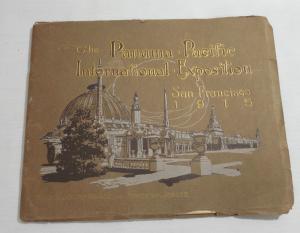 The Panama-Pacific
International Exposition
San Francisco
1915